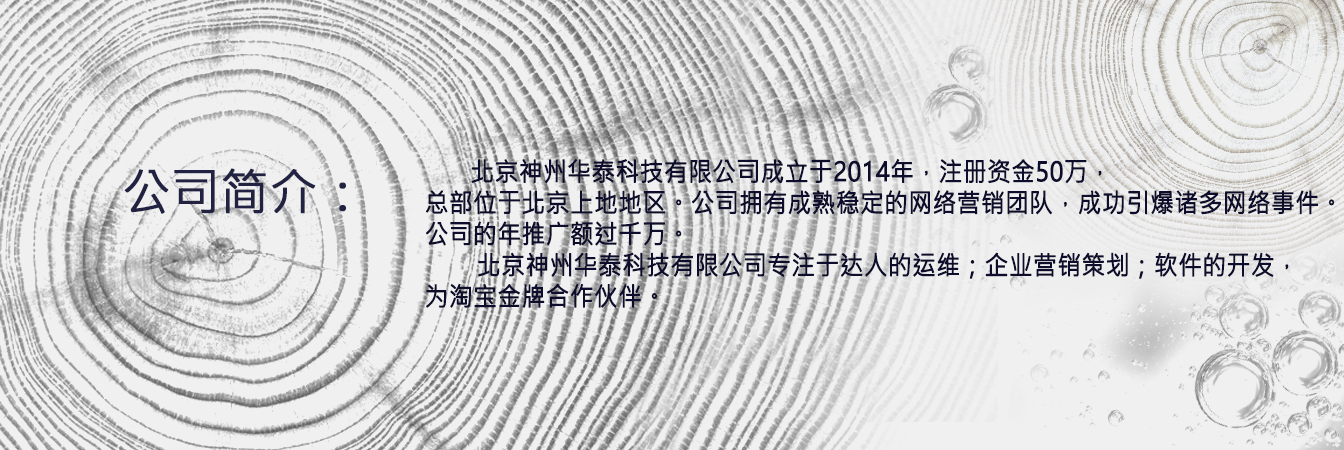 公司简介：
北京神州华泰科技有限公司成立于2014年，注册资金50万，
总部位于北京上地地区。公司拥有成熟稳定的网络营销团队，成功引爆诸多网络事件。
公司的年推广额过千万。
北京神州华泰科技有限公司专注于达人的运维；企业营销策划；软件的开发，
为淘宝金牌合作伙伴。